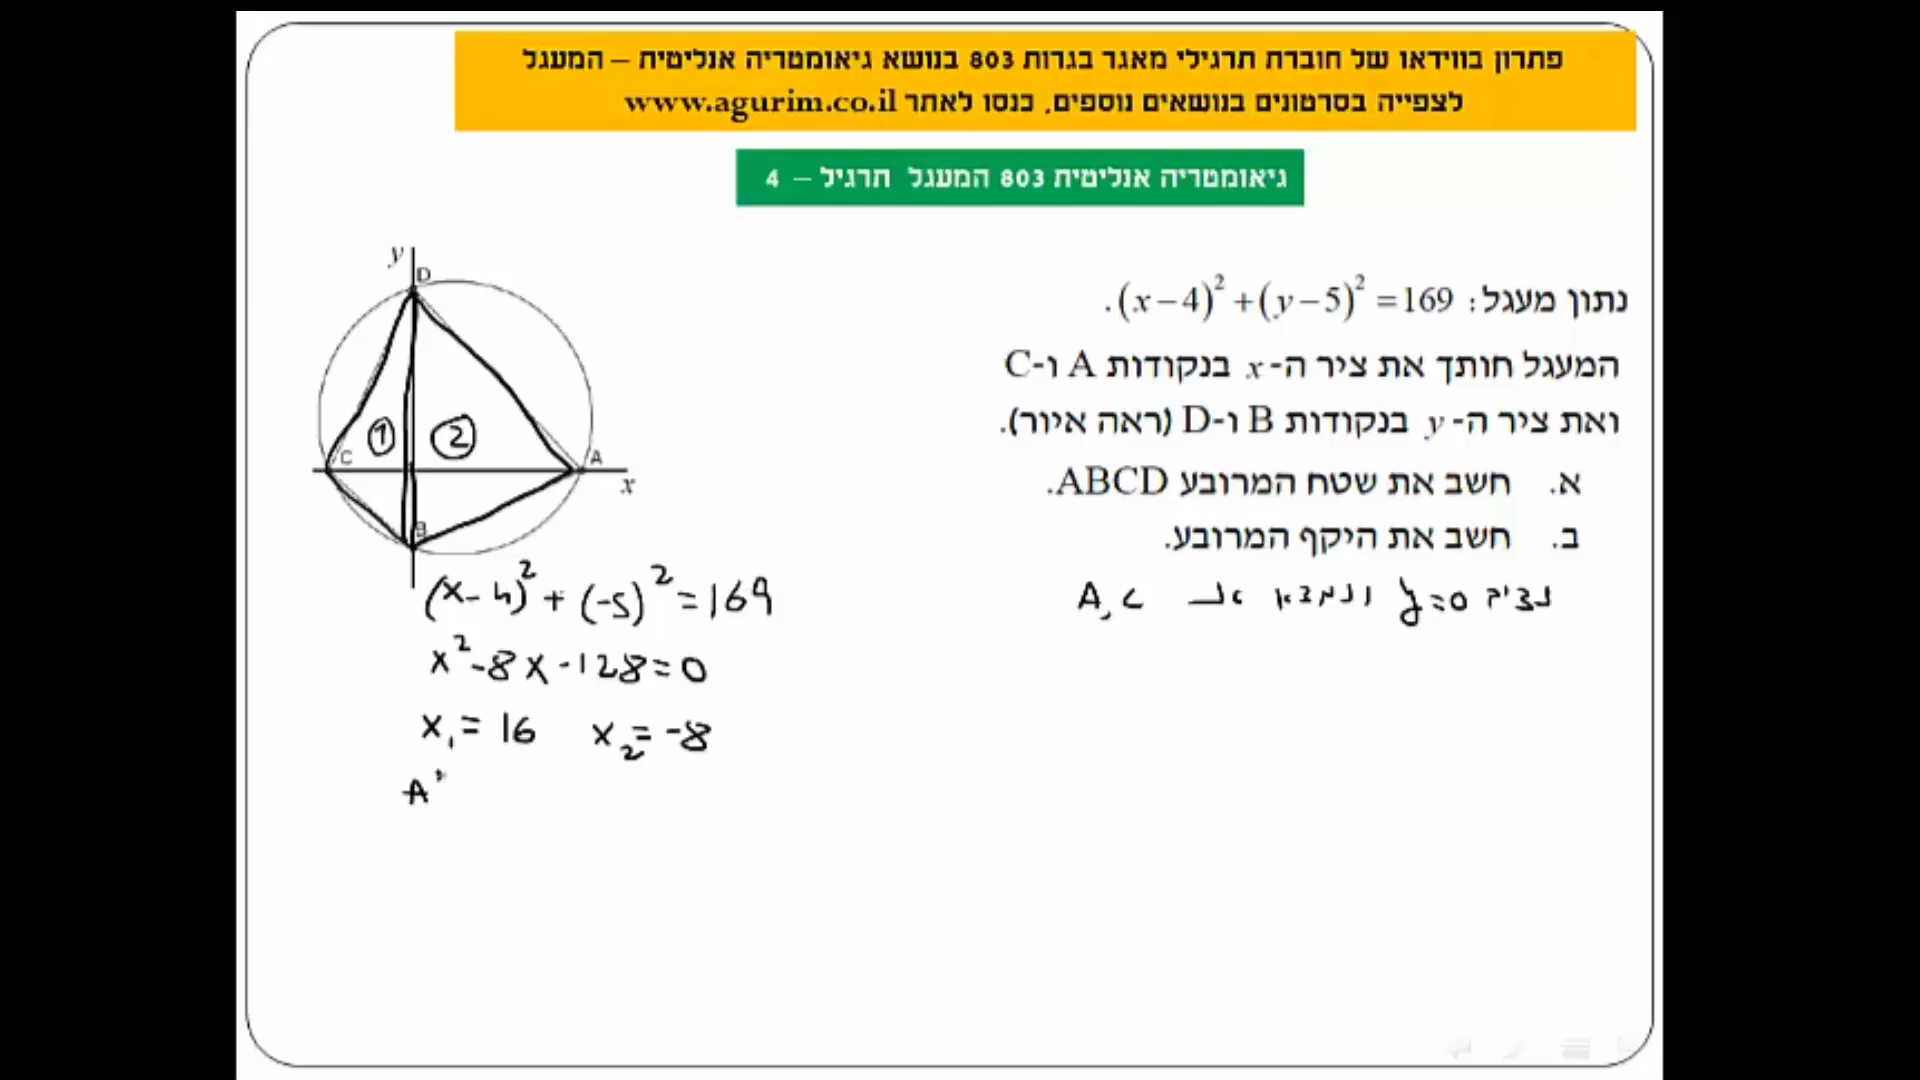 פתרון בווידאו של חוברת תרגילי מאגר בגרות 803 בנושא גיאומטריה אנליטית – המעגל
לצפייה בסרטונים בנושאים נוספים, כנסו לאתר www.agurim.co.il
גיאומטריה אנליטית 803 המעגל תרגיל – 4
נתון מעגל: (x−4)² + (y−5)² = 169.
המעגל חותך את ציר ה-x בנקודות A ו-C
ואת ציר ה-y בנקודות B ו-D (ראה איור).
א. חשב את שטח המרובע ABCD.
ב. חשב את היקף המרובע.
נציב y=0 ונמצא את A, C
y
D
1 2
C A
x
B
(x-4)² + (-5)² = 169
x² - 8x - 128 = 0
x₁ = 16 x₂ = -8
A